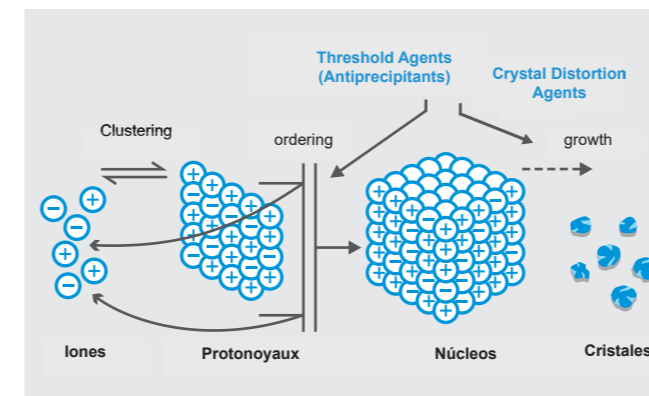 Threshold Agents
(Antiprecipitants)
Crystal Distortion
Agents
Clustering
ordering
growth
Iones
Protonoyaux
Núcleos
Cristales